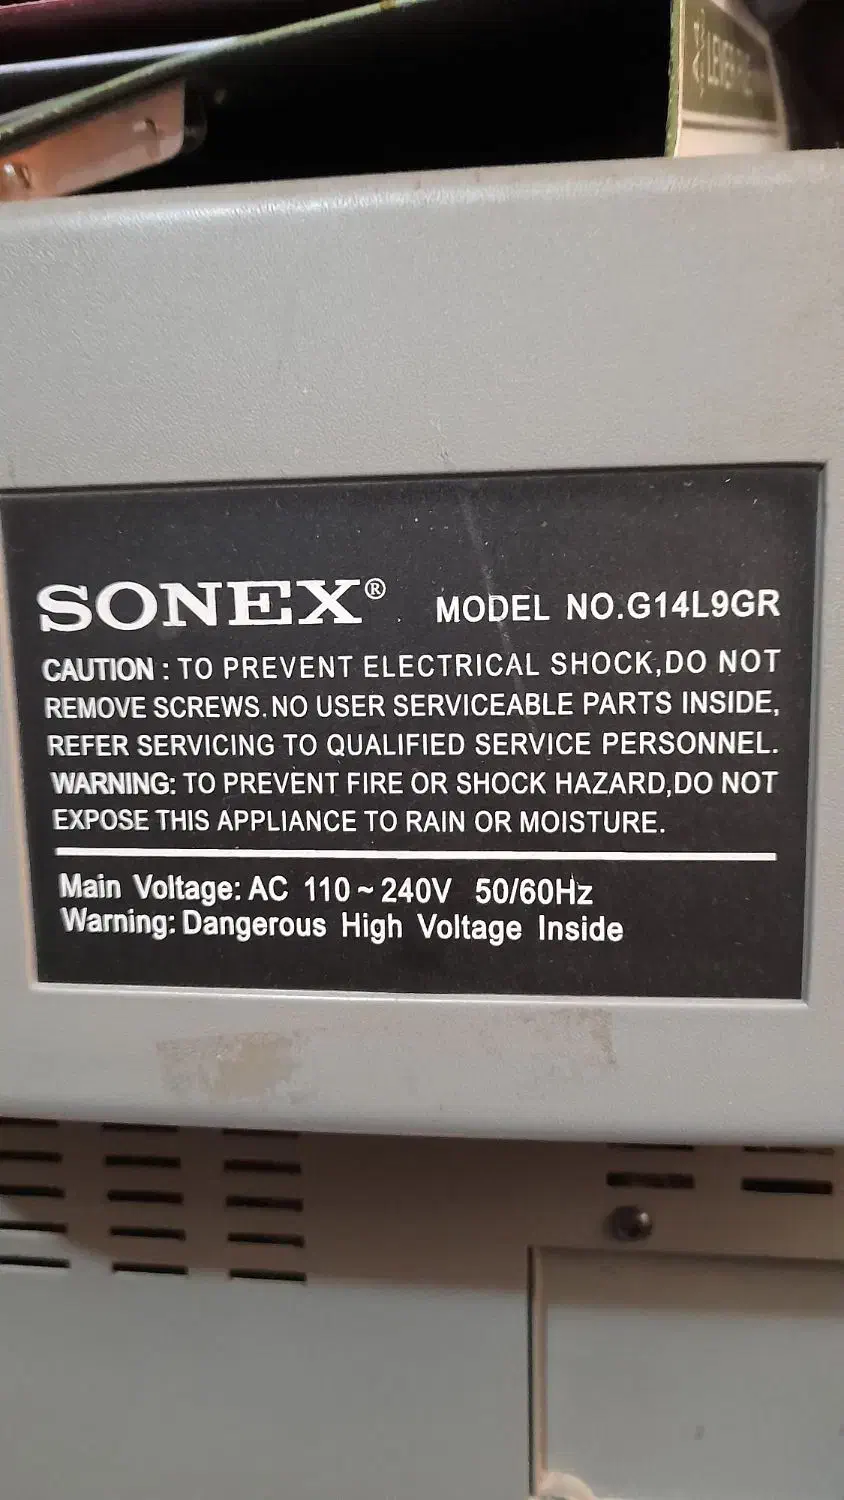 LEVER
SONEX® MODEL NO.G14L9GR
CAUTION : TO PREVENT ELECTRICAL SHOCK,DO NOT
REMOVE SCREWS. NO USER SERVICEABLE PARTS INSIDE,
REFER SERVICING TO QUALIFIED SERVICE PERSONNEL.
WARNING: TO PREVENT FIRE OR SHOCK HAZARD,DO NOT
EXPOSE THIS APPLIANCE TO RAIN OR MOISTURE.
Main Voltage: AC 110~240V 50/60Hz
Warning: Dangerous High Voltage Inside